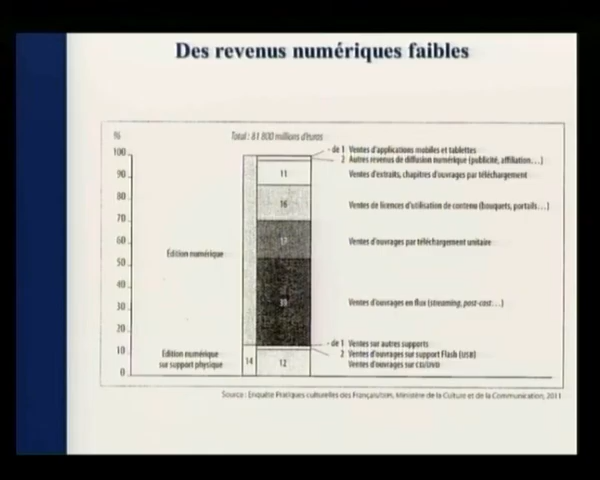 Des revenus numériques faibles
%
Total : 81 800 millions d'euros
100
90
80
70
60
50
40
30
20
10
0
Édition numérique
Édition numérique
sur support physique
14
11
16
12
- de 1 Ventes d'applications mobiles et tablettes
2 Autres revenus de diffusion numérique (publicité, affiliation…)
Ventes d'extraits, chapitres d'ouvrages par téléchargement
Ventes de licences d'utilisation de contenu (bouquets, portails…)
Ventes d'ouvrages par téléchargement unitaire
Ventes d'ouvrages en flux (streaming, post-cast…)
- de 1 Ventes sur autres supports
2 Ventes d'ouvrages sur support Flash (USB)
Ventes d'ouvrages sur CD/DVD
Source : Enquête Pratiques culturelles des Français, Ministère de la Culture et de la Communication, 2011